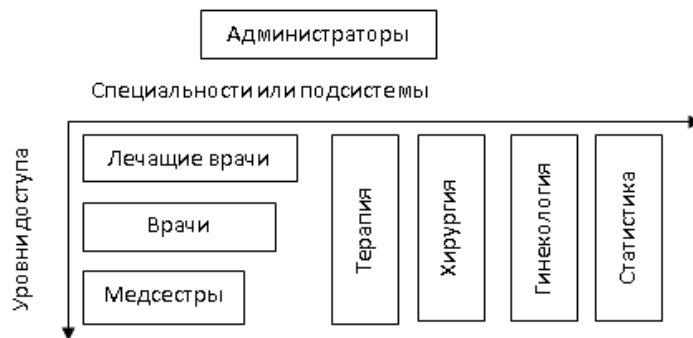 Администраторы
Специальности или подсистемы
Уровни доступа
Лечащие врачи
Врачи
Медсестры
Терапия
Хирургия
Гинекология
Статистика